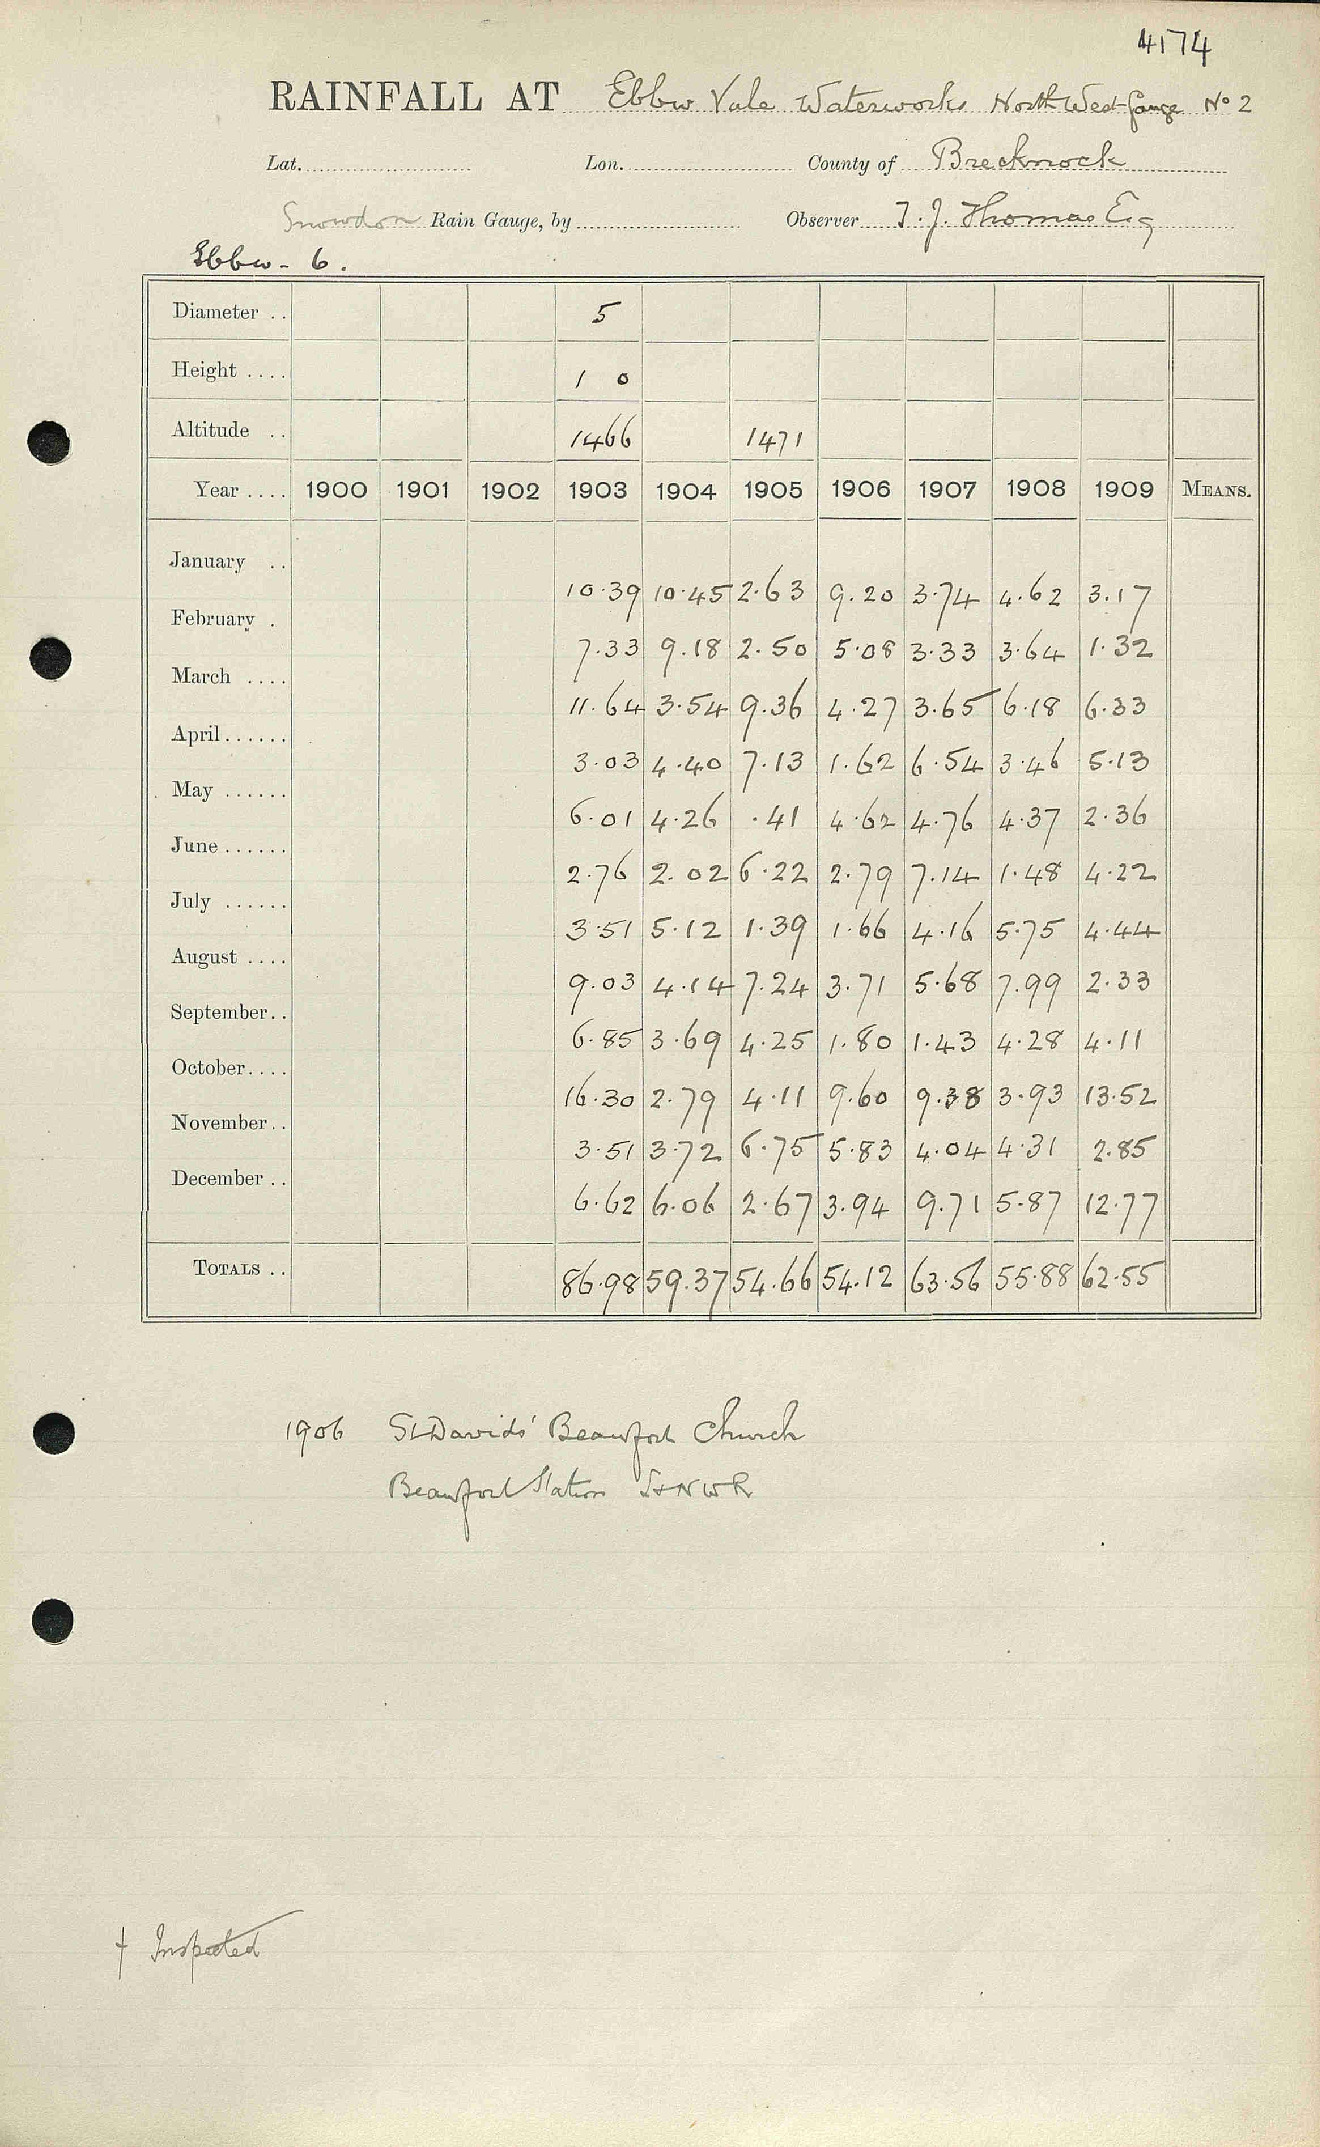 4174
RAINFALL AT Ebbw Vale Waterworks North West Gauge No 2
Lat. Lon. County of Brecknock
Snowdon Rain Gauge, by Observer T. J. Thomas Esq
Ebbw - 6.
Diameter .. 5
Height .... 1 0
Altitude .. 1466 1471
Year .... 1900 1901 1902 1903 1904 1905 1906 1907 1908 1909 MEANS.
January .. 10.39 10.45 2.63 9.20 3.74 4.62 3.17
February . 7.33 9.18 2.50 5.08 3.33 3.64 1.32
March .... 11.64 3.54 9.36 4.27 3.65 6.18 6.33
April ...... 3.03 4.40 7.13 1.62 6.54 3.46 5.13
May ...... 6.01 4.26 .41 4.62 4.76 4.37 2.36
June ...... 2.76 2.02 6.22 2.79 7.14 1.48 4.22
July ...... 3.51 5.12 1.39 1.66 4.16 5.75 4.44
August .... 9.03 4.14 7.24 3.71 5.68 7.99 2.33
September .. 6.85 3.69 4.25 1.80 1.43 4.28 4.11
October .... 16.30 2.79 4.11 9.60 9.38 3.93 13.52
November .. 3.51 3.72 6.75 5.83 4.04 4.31 2.85
December .. 6.62 6.06 2.67 3.94 9.71 5.87 12.77
TOTALS .. 86.98 59.37 54.66 54.12 63.56 55.88 62.55
1906 St Davids' Beaufort Church
Beaufort Station L&NWR
† Inspected